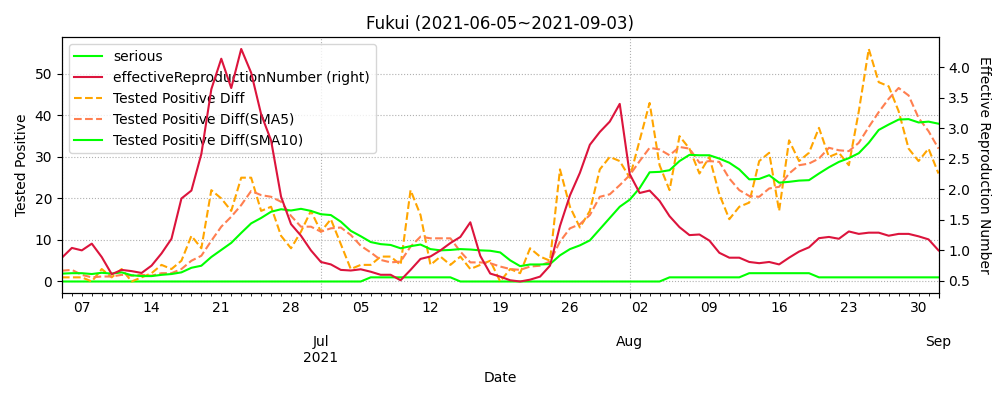 Fukui (2021-06-05~2021-09-03)
serious
effectiveReproductionNumber (right)
Tested Positive Diff
Tested Positive Diff(SMA5)
Tested Positive Diff(SMA10)
Tested Positive
50
40
30
20
10
0
4.0
3.5
3.0
2.5
2.0
1.5
1.0
0.5
Effective Reproduction Number
07 14 21 28 05 12 19 26 02 09 16 23 30
Jul Aug Sep
2021
Date